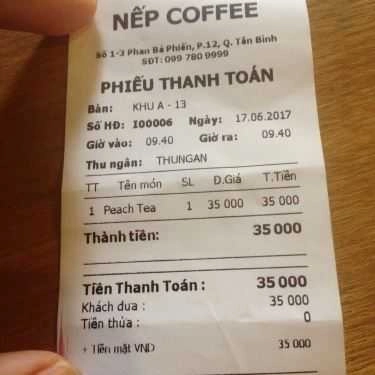 NẾP COFFEE
Số 1-3 Phan Bá Phiến, P.12, Q. Tân Bình
SĐT: 099 780 9999
PHIẾU THANH TOÁN
Bàn: KHU A - 13
Số HĐ: I00006 Ngày: 17.06.2017
Giờ vào: 09.40 Giờ ra: 09.40
Thu ngân: THUNGAN
TT Tên món SL Đ.Giá T.Tiền
1 Peach Tea 1 35 000 35 000
Thành tiền: 35 000
Tiền Thanh Toán : 35 000
Khách đưa : 35 000
Tiền thừa : 0
+ Tiền mặt VND 35 000